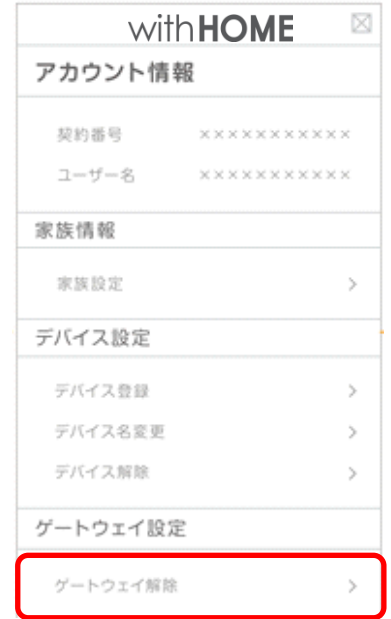 withHOME
アカウント情報
契約番号 ×××××××××××
ユーザー名 ×××××××××××
家族情報
家族設定 >
デバイス設定
デバイス登録 >
デバイス名変更 >
デバイス解除 >
ゲートウェイ設定
ゲートウェイ解除 >